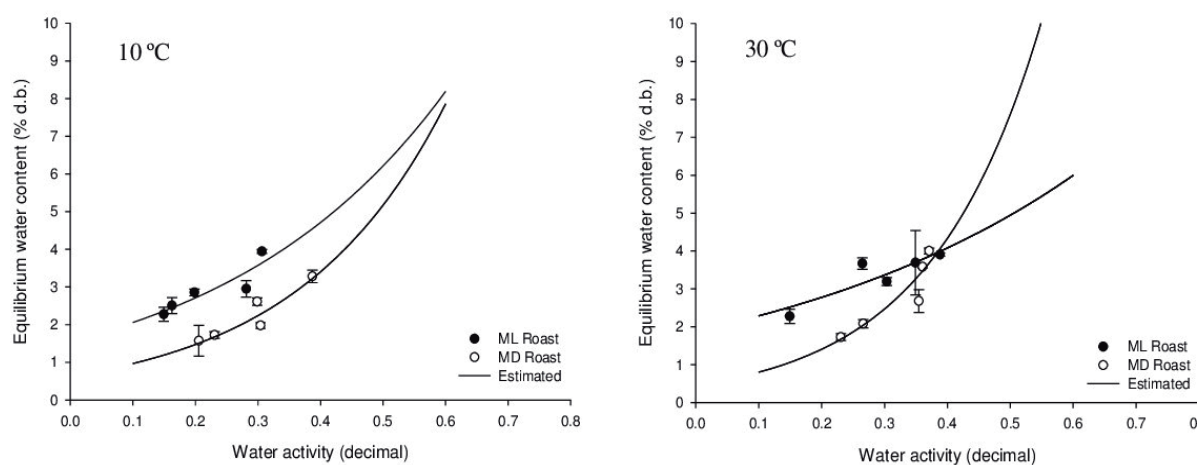 10 ºC
10
9
8
7
6
5
4
3
2
1
0
Equilibrium water content (% d.b.)
ML Roast
MD Roast
Estimated
0.0 0.1 0.2 0.3 0.4 0.5 0.6 0.7 0.8
Water activity (decimal)
30 ºC
10
9
8
7
6
5
4
3
2
1
0
Equilibrium water content (% d.b.)
ML Roast
MD Roast
Estimated
0.0 0.1 0.2 0.3 0.4 0.5 0.6 0.7
Water activity (decimal)